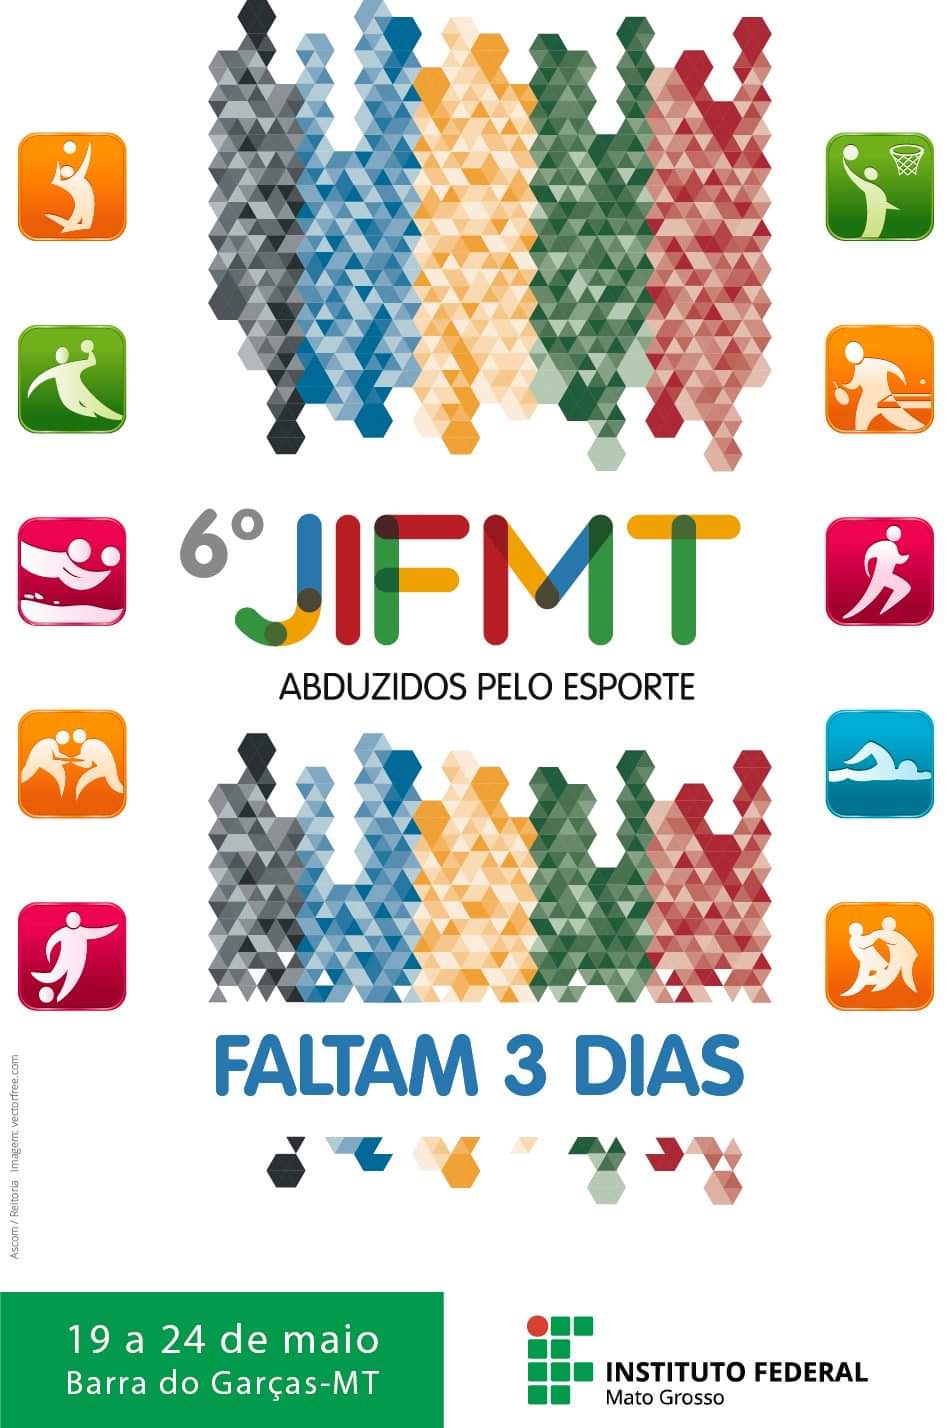 6º JIFMT
ABDUZIDOS PELO ESPORTE
FALTAM 3 DIAS
Ascom / Reitoria Imagem: vectorfree.com
19 a 24 de maio
Barra do Garças-MT
INSTITUTO FEDERAL
Mato Grosso